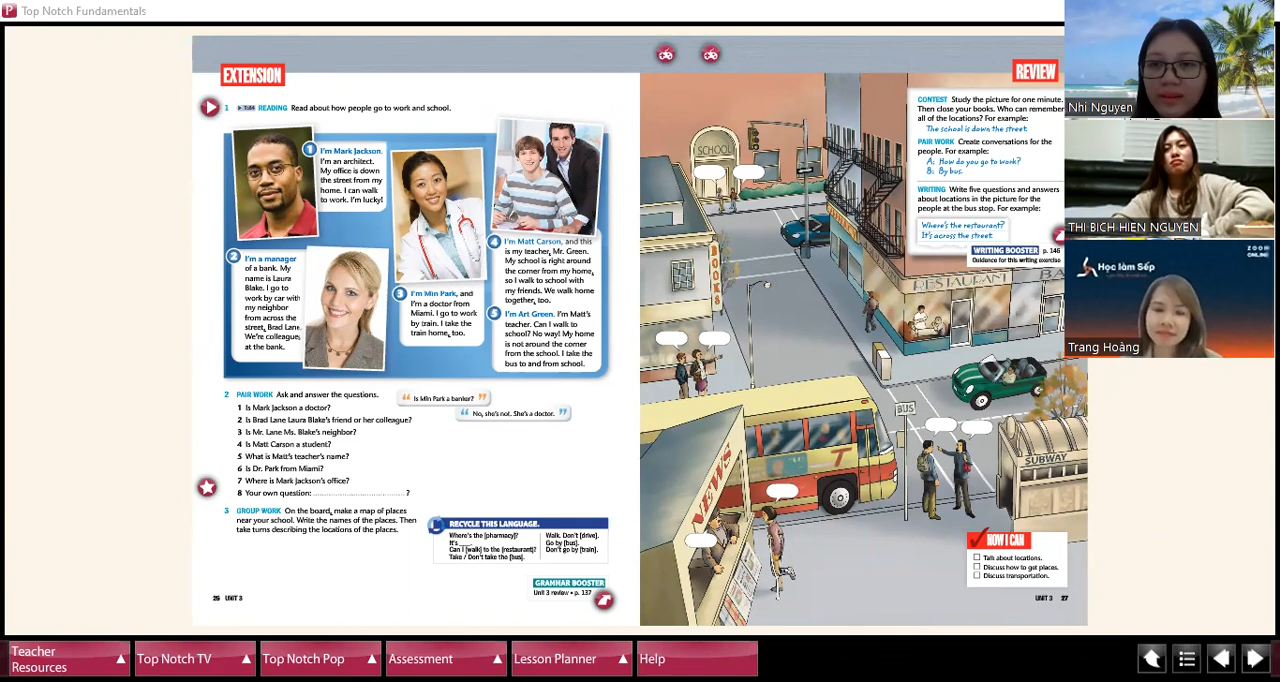 Top Notch Fundamentals
EXTENSION
1 1:64 READING Read about how people go to work and school.
1 I'm Mark Jackson.
I'm an architect.
My office is down
the street from my
home. I can walk
to work. I'm lucky!
2 I'm a manager
of a bank. My
name is Laura
Blake. I go to
work by car with
my neighbor
from across the
street, Brad Lane.
We're colleagues
at the bank.
3 I'm Min Park, and
I'm a doctor from
Miami. I go to work
by train. I take the
train home, too.
4 I'm Matt Carson, and this
is my teacher, Mr. Green.
My school is right around
the corner from my home,
so I walk to school with
my friends. We walk home
together, too.
5 I'm Art Green. I'm Matt's
teacher. Can I walk to
school? No way! My home
is not around the corner
from the school. I take the
bus to and from school.
2 PAIR WORK Ask and answer the questions.
1 Is Mark Jackson a doctor?
2 Is Brad Lane Laura Blake's friend or her colleague?
3 Is Mr. Lane Ms. Blake's neighbor?
4 Is Matt Carson a student?
5 What is Matt's teacher's name?
6 Is Dr. Park from Miami?
7 Where is Mark Jackson's office?
8 Your own question: ........................................ ?
“ Is Min Park a banker? ”
“ No, she's not. She's a doctor. ”
3 GROUP WORK On the board, make a map of places
near your school. Write the names of the places. Then
take turns describing the locations of the places.
RECYCLE THIS LANGUAGE.
Where's the [pharmacy]?
It's ___.
Can I [walk] to the [restaurant]?
Take / Don't take the [bus].
Walk. Don't [drive].
Go by [bus].
Don't go by [train].
GRAMMAR BOOSTER
Unit 3 review • p. 137
26 UNIT 3
REVIEW
CONTEST Study the picture for one minute.
Then close your books. Who can remember
all of the locations? For example:
The school is down the street.
PAIR WORK Create conversations for the
people. For example:
A: How do you go to work?
B: By bus.
WRITING Write five questions and answers
about locations in the picture for the
people at the bus stop. For example:
Where's the restaurant?
It's across the street.
WRITING BOOSTER p. 146
Guidance for this writing exercise
SCHOOL
BOOKS
RESTAURANT
BA
BUS
SUBWAY
NEWS
T
NOW I CAN
Talk about locations.
Discuss how to get places.
Discuss transportation.
UNIT 3 27
Nhi Nguyen
THI BICH HIEN NGUYEN
Học làm Sếp
ZOOM
ONLINE
Trang Hoàng
Teacher
Resources
Top Notch TV
Top Notch Pop
Assessment
Lesson Planner
Help